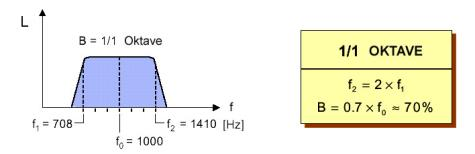 L
B = 1/1 Oktave
f
f₁ = 708
f₂ = 1410 [Hz]
f₀ = 1000
1/1 OKTAVE
f₂ = 2 × f₁
B = 0.7 × f₀ ≈ 70%